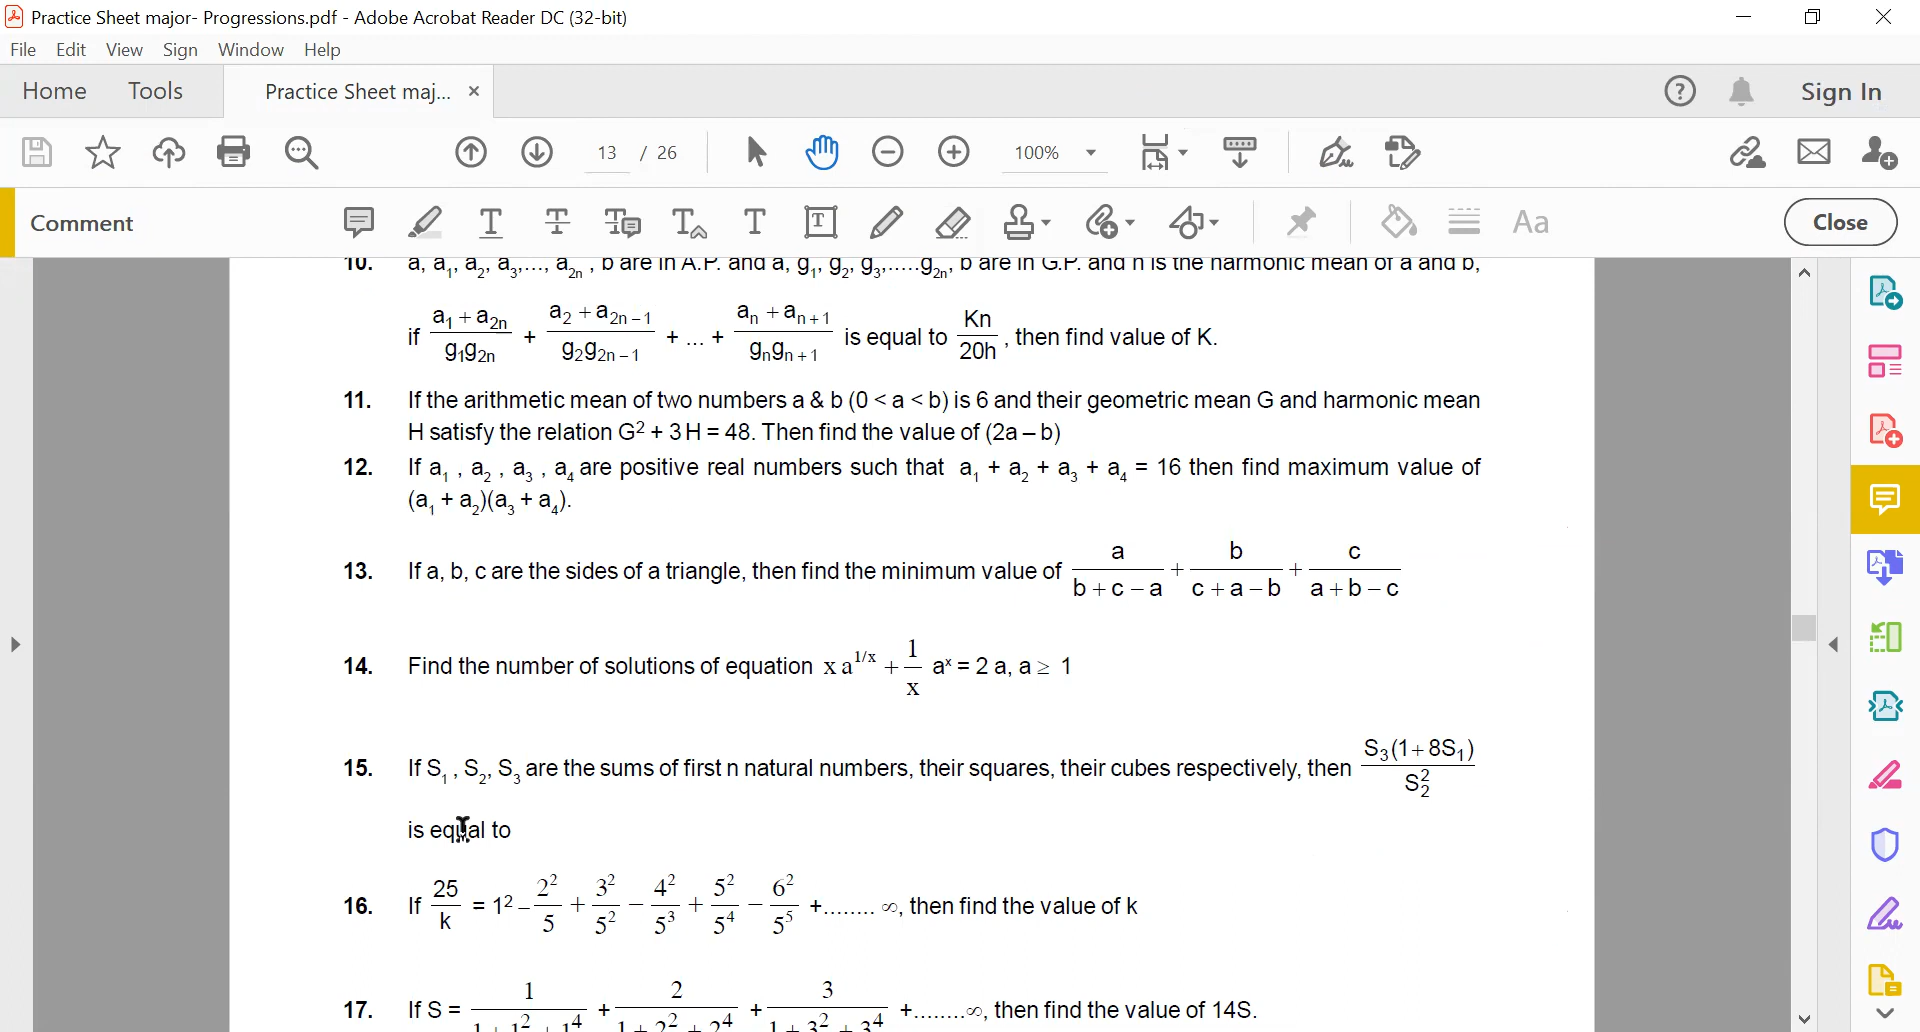 Practice Sheet major- Progressions.pdf - Adobe Acrobat Reader DC (32-bit)
File Edit View Sign Window Help
Home Tools Practice Sheet maj... × Sign In
13 / 26 100%
Comment Close
10. a, a₁, a₂, a₃,..., a₂ₙ , b are in A.P. and a, g₁, g₂, g₃,.....g₂ₙ, b are in G.P. and h is the harmonic mean of a and b,
if (a₁ + a₂ₙ)/(g₁g₂ₙ) + (a₂ + a₂ₙ₋₁)/(g₂g₂ₙ₋₁) + ... + (aₙ + aₙ₊₁)/(gₙgₙ₊₁) is equal to Kn/20h , then find value of K.
11. If the arithmetic mean of two numbers a & b (0 < a < b) is 6 and their geometric mean G and harmonic mean
H satisfy the relation G² + 3 H = 48. Then find the value of (2a – b)
12. If a₁ , a₂ , a₃ , a₄ are positive real numbers such that a₁ + a₂ + a₃ + a₄ = 16 then find maximum value of
(a₁ + a₂)(a₃ + a₄).
13. If a, b, c are the sides of a triangle, then find the minimum value of a/(b + c – a) + b/(c + a – b) + c/(a + b – c)
14. Find the number of solutions of equation x a^(1/x) + (1/x) aˣ = 2 a, a ≥ 1
15. If S₁ , S₂, S₃ are the sums of first n natural numbers, their squares, their cubes respectively, then S₃(1+8S₁)/S₂²
is equal to
16. If 25/k = 1² – 2²/5 + 3²/5² – 4²/5³ + 5²/5⁴ – 6²/5⁵ +........ ∞, then find the value of k
17. If S = 1/(1 + 1² + 1⁴) + 2/(1 + 2² + 2⁴) + 3/(1 + 3² + 3⁴) +........∞, then find the value of 14S.